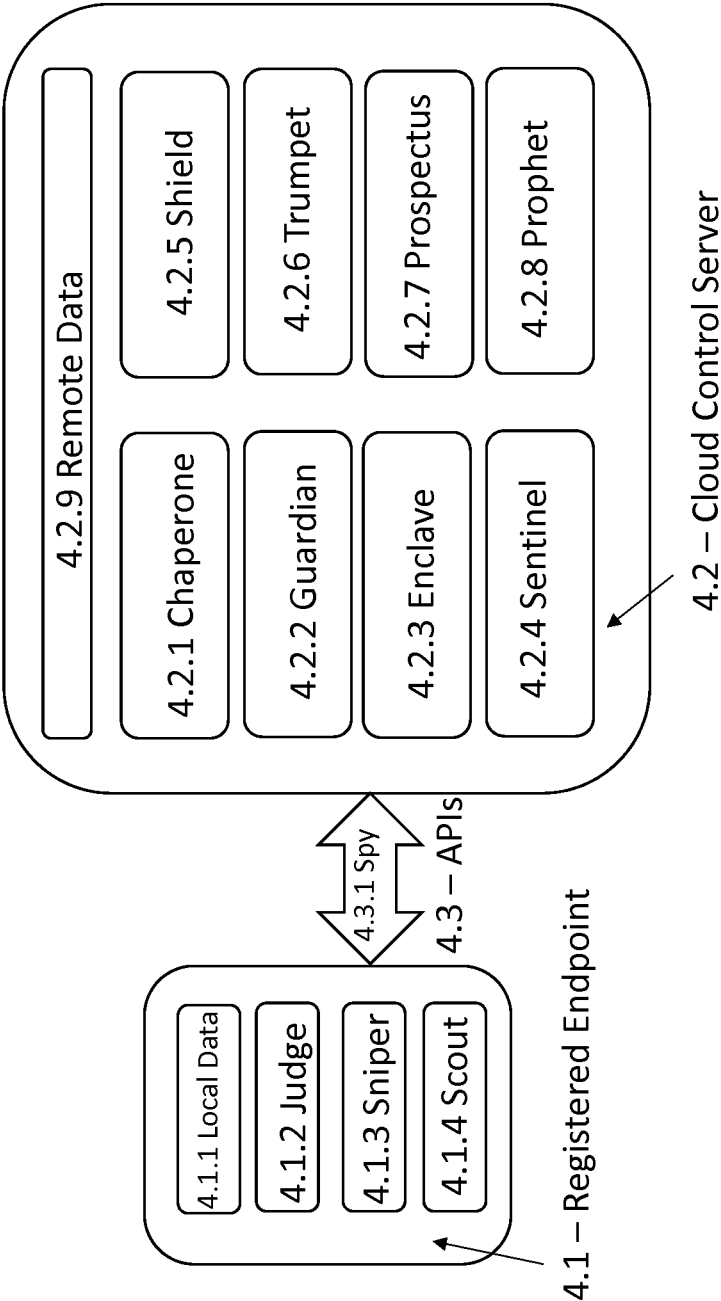 4.1.1 Local Data
4.1.2 Judge
4.1.3 Sniper
4.1.4 Scout
4.1 – Registered Endpoint
4.3.1 Spy
4.3 – APIs
4.2.9 Remote Data
4.2.1 Chaperone
4.2.2 Guardian
4.2.3 Enclave
4.2.4 Sentinel
4.2.5 Shield
4.2.6 Trumpet
4.2.7 Prospectus
4.2.8 Prophet
4.2 – Cloud Control Server